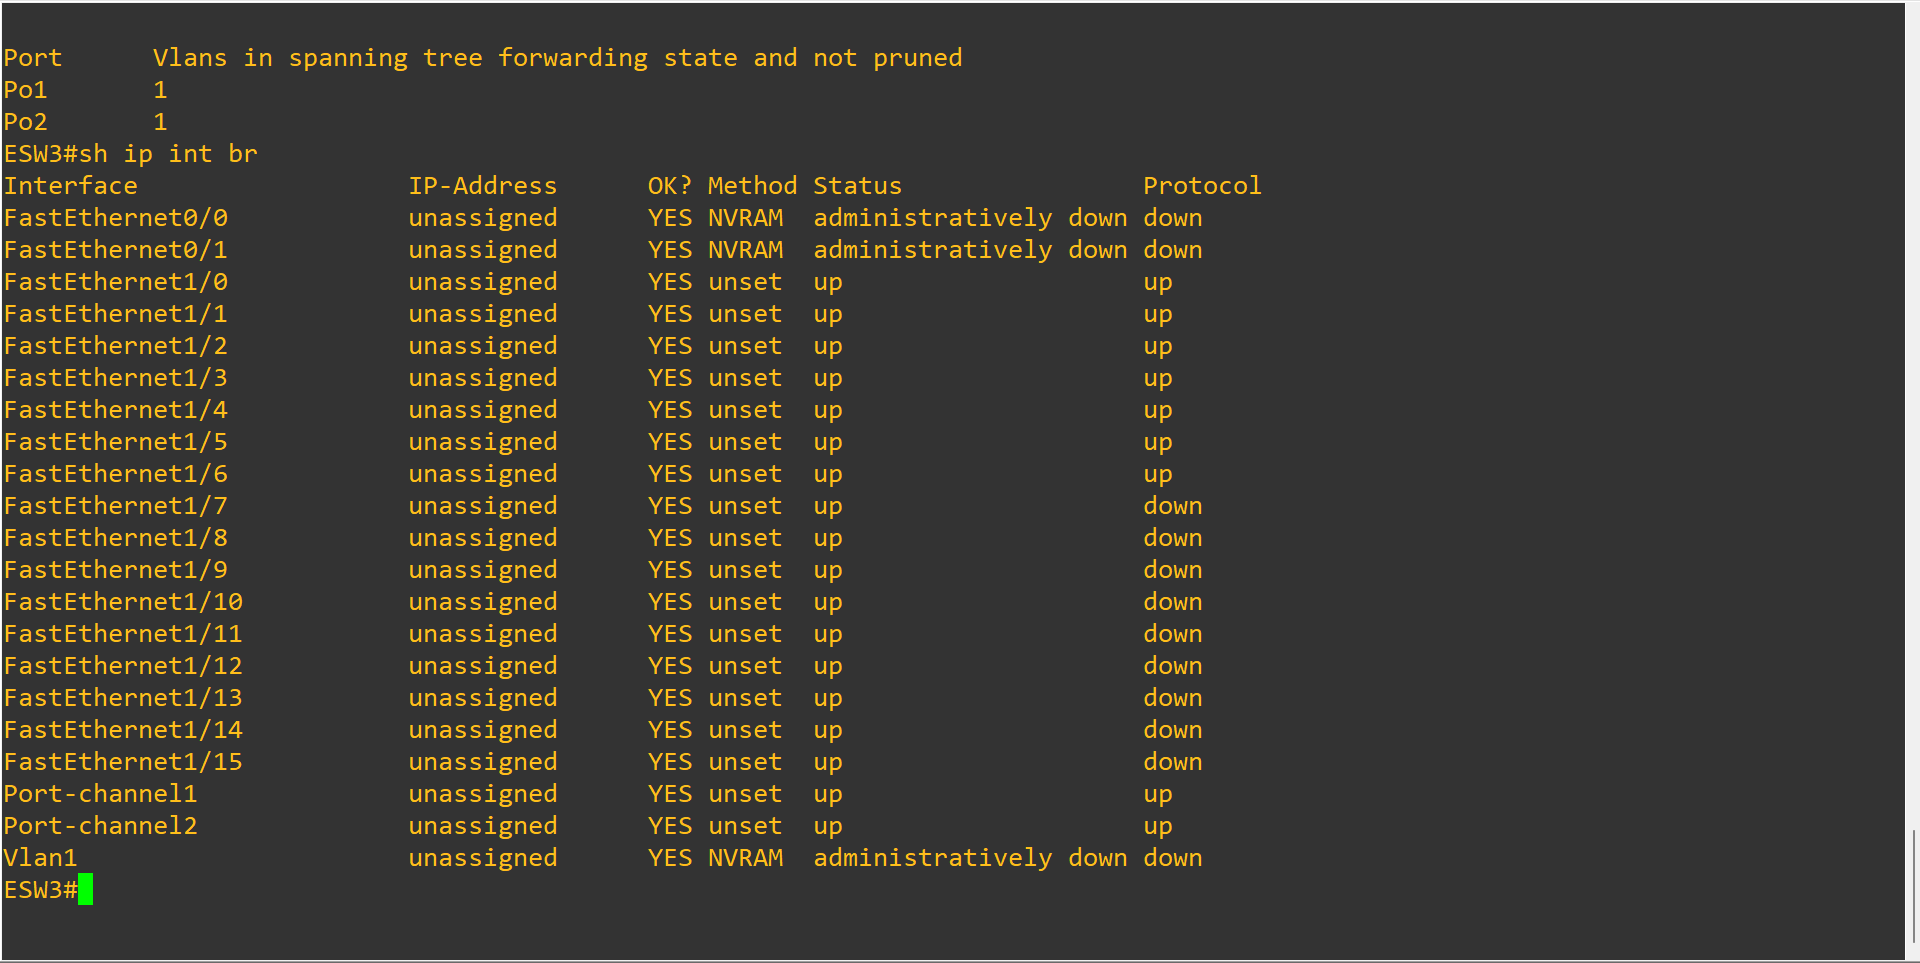 Port      Vlans in spanning tree forwarding state and not pruned
Po1       1
Po2       1
ESW3#sh ip int br
Interface                  IP-Address      OK? Method Status                Protocol
FastEthernet0/0            unassigned      YES NVRAM  administratively down down
FastEthernet0/1            unassigned      YES NVRAM  administratively down down
FastEthernet1/0            unassigned      YES unset  up                    up
FastEthernet1/1            unassigned      YES unset  up                    up
FastEthernet1/2            unassigned      YES unset  up                    up
FastEthernet1/3            unassigned      YES unset  up                    up
FastEthernet1/4            unassigned      YES unset  up                    up
FastEthernet1/5            unassigned      YES unset  up                    up
FastEthernet1/6            unassigned      YES unset  up                    up
FastEthernet1/7            unassigned      YES unset  up                    down
FastEthernet1/8            unassigned      YES unset  up                    down
FastEthernet1/9            unassigned      YES unset  up                    down
FastEthernet1/10           unassigned      YES unset  up                    down
FastEthernet1/11           unassigned      YES unset  up                    down
FastEthernet1/12           unassigned      YES unset  up                    down
FastEthernet1/13           unassigned      YES unset  up                    down
FastEthernet1/14           unassigned      YES unset  up                    down
FastEthernet1/15           unassigned      YES unset  up                    down
Port-channel1              unassigned      YES unset  up                    up
Port-channel2              unassigned      YES unset  up                    up
Vlan1                      unassigned      YES NVRAM  administratively down down
ESW3#